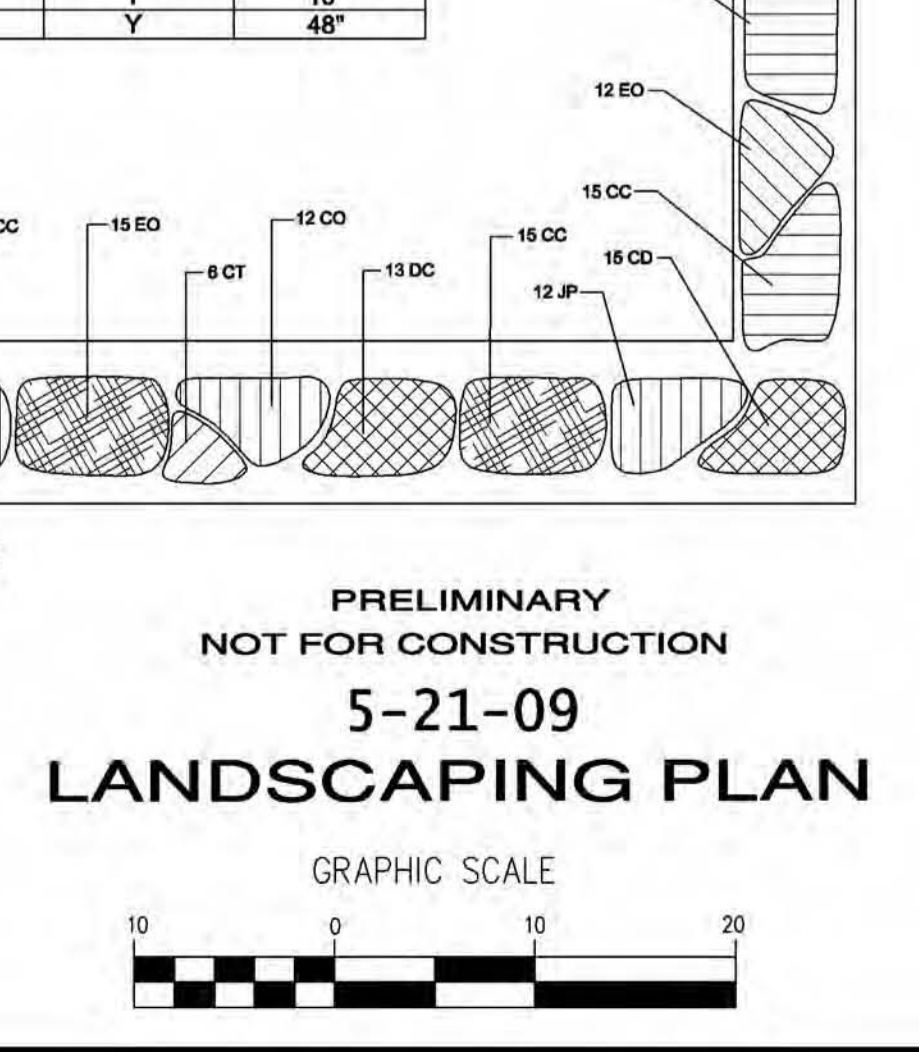 Y 48"
12 EO
15 CC
CC
15 EO
12 CO
15 CC
15 CD
6 CT
13 DC
12 JP
PRELIMINARY
NOT FOR CONSTRUCTION
5-21-09
LANDSCAPING PLAN
GRAPHIC SCALE
10 0 10 20